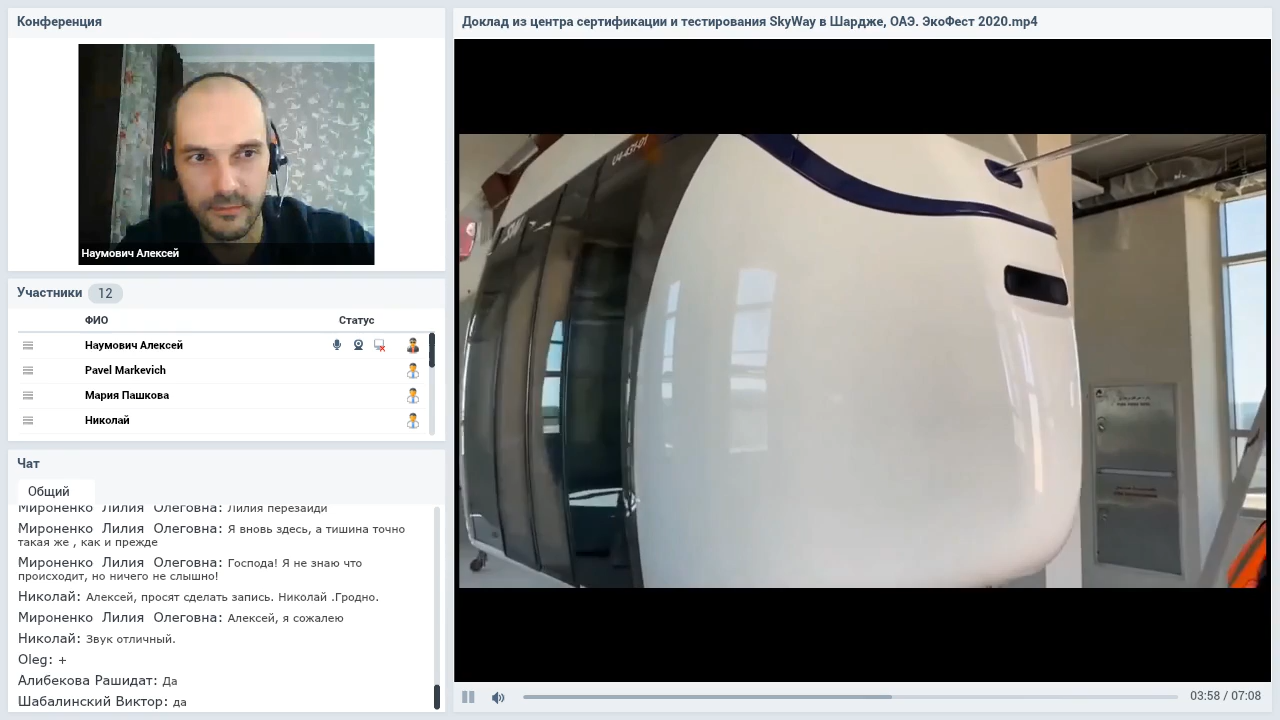 Конференция
Наумович Алексей
Участники 12
ФИО Статус
Наумович Алексей
Pavel Markevich
Мария Пашкова
Николай
Чат
Общий
Мироненко Лилия Олеговна: Лилия перезайди
Мироненко Лилия Олеговна: Я вновь здесь, а тишина точно
такая же , как и прежде
Мироненко Лилия Олеговна: Господа! Я не знаю что
происходит, но ничего не слышно!
Николай: Алексей, просят сделать запись. Николай .Гродно.
Мироненко Лилия Олеговна: Алексей, я сожалею
Николай: Звук отличный.
Oleg: +
Алибекова Рашидат: Да
Шабалинский Виктор: да
Доклад из центра сертификации и тестирования SkyWay в Шардже, ОАЭ. ЭкоФест 2020.mp4
03:58 / 07:08